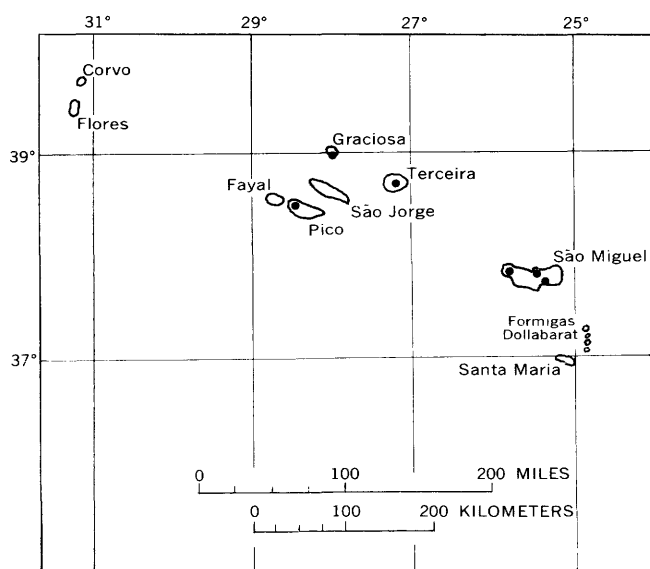 31° 29° 27° 25°
Corvo
Flores
Graciosa
39°
Fayal
Terceira
São Jorge
Pico
São Miguel
Formigas
Dollabarat
37°
Santa Maria
0 100 200 MILES
0 100 200 KILOMETERS